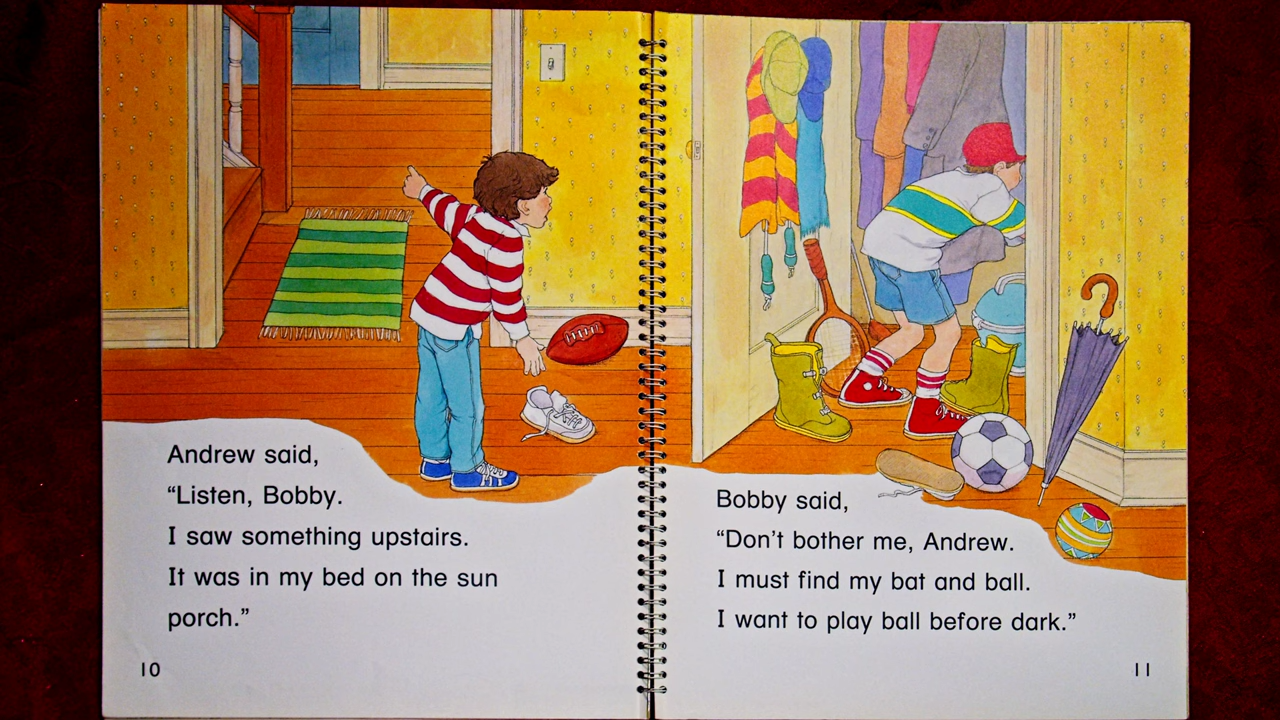 Andrew said,
“Listen, Bobby.
I saw something upstairs.
It was in my bed on the sun
porch.”
10
Bobby said,
“Don’t bother me, Andrew.
I must find my bat and ball.
I want to play ball before dark.”
11